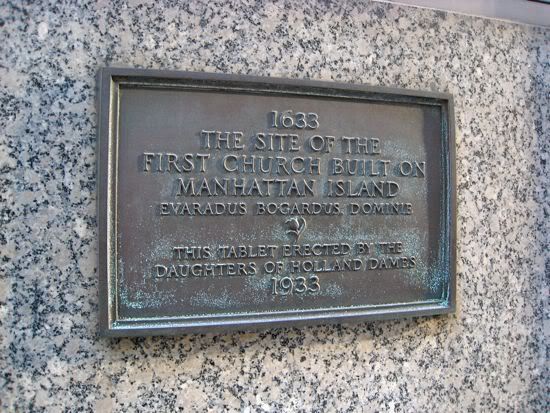 1633
THE SITE OF THE
FIRST CHURCH BUILT ON
MANHATTAN ISLAND
EVARADUS BOGARDUS, DOMINIE
THIS TABLET ERECTED BY THE
DAUGHTERS OF HOLLAND DAMES
1933